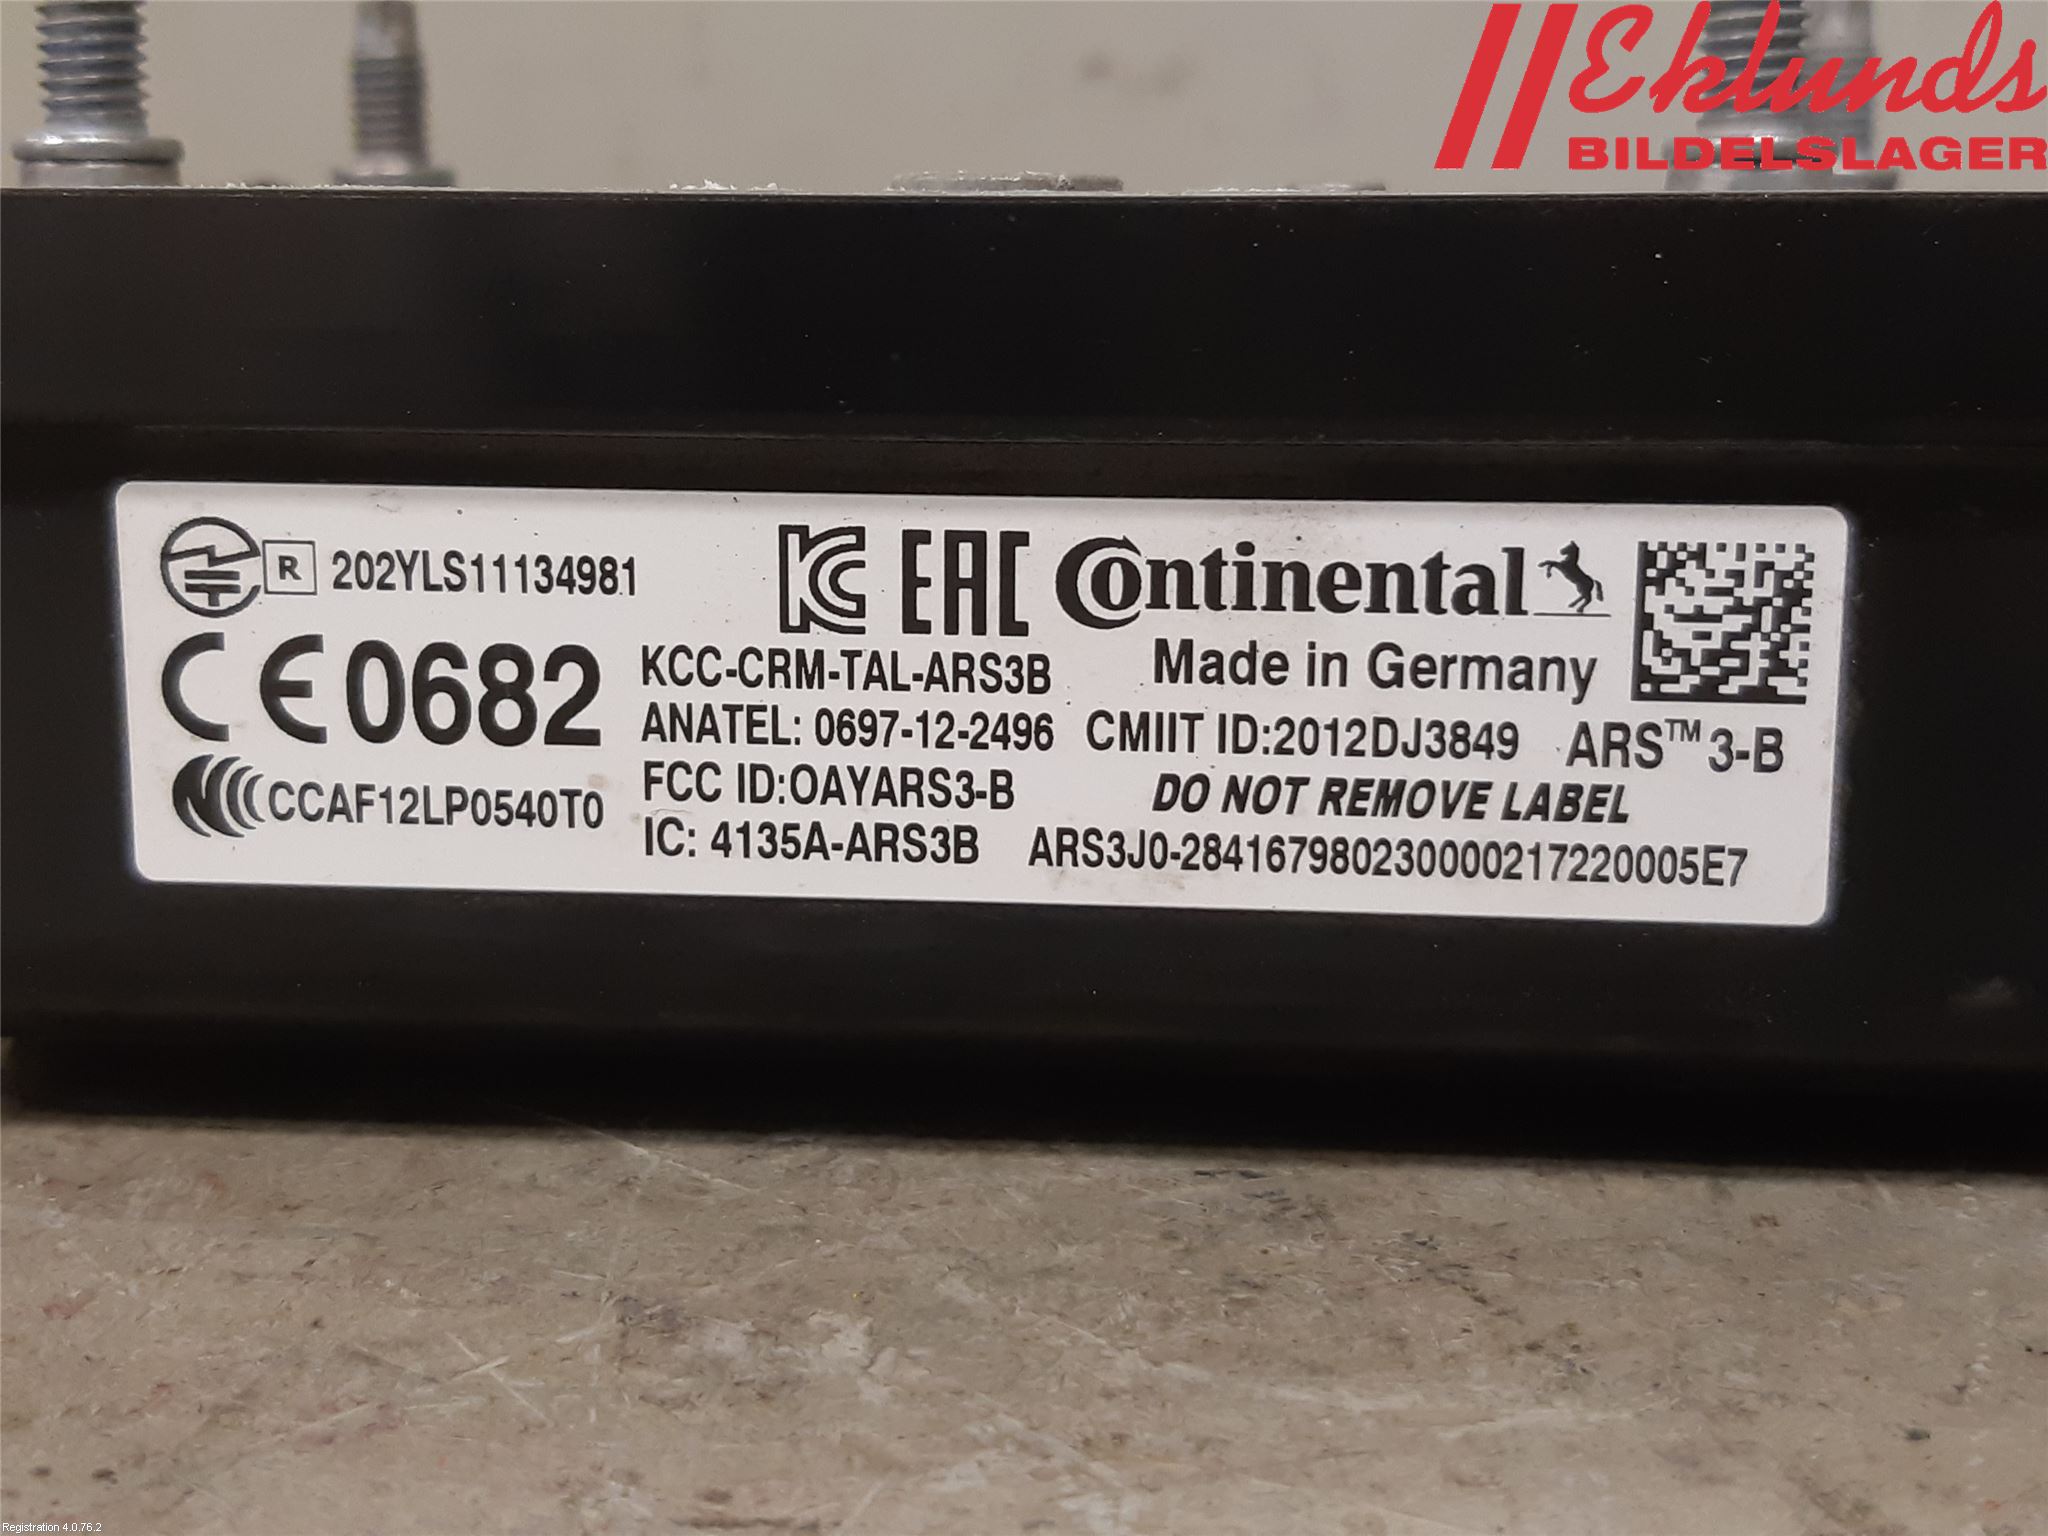 Eklunds
BILDELSLAGER
R 202YLS11134981
KC EAC Continental
CE 0682
KCC-CRM-TAL-ARS3B
Made in Germany
ANATEL: 0697-12-2496
CMIIT ID:2012DJ3849
ARS™ 3-B
CCAF12LP0540T0
FCC ID:OAYARS3-B
DO NOT REMOVE LABEL
IC: 4135A-ARS3B
ARS3J0-284167980230000217220005E7
Registration 4.0.76.2